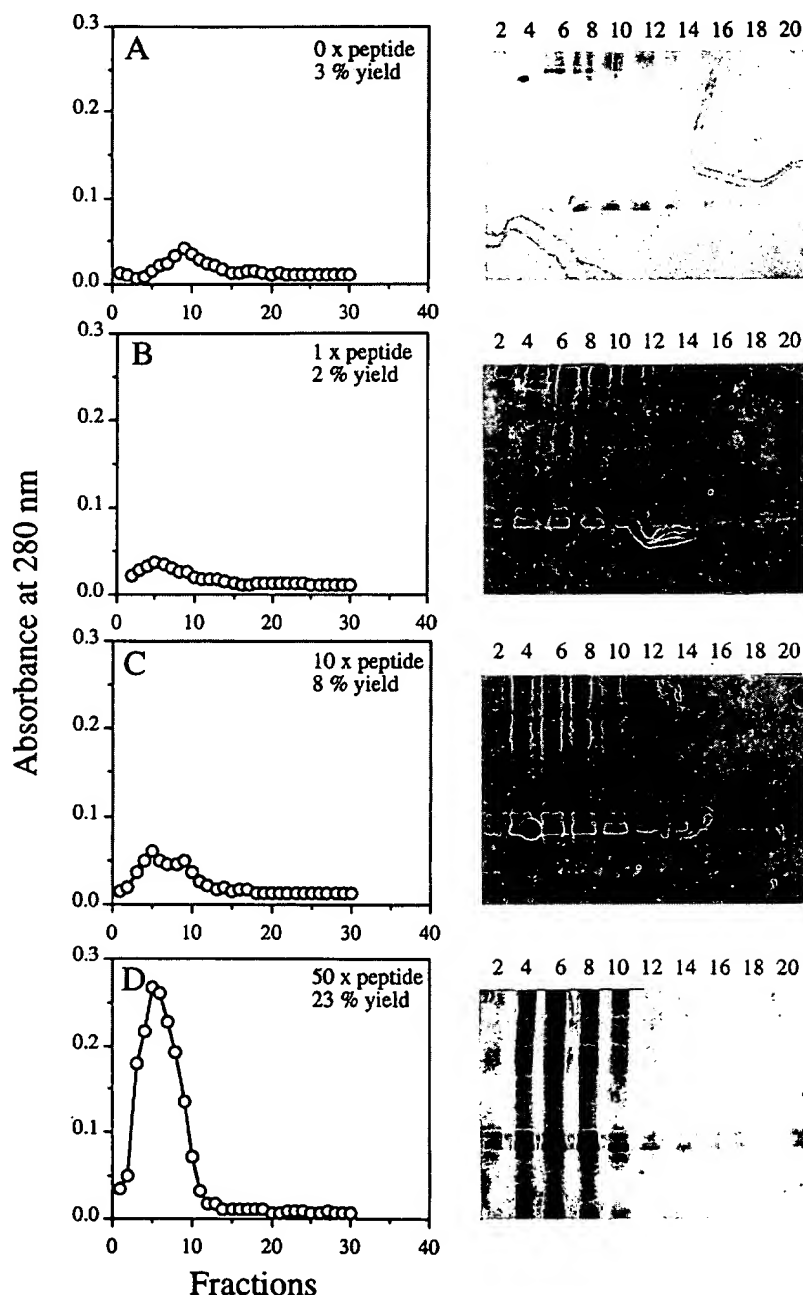 0.3
A
0 x peptide
3 % yield
0.2
0.1
0.0
0 10 20 30 40
2 4 6 8 10 12 14 16 18 20
0.3
B
1 x peptide
2 % yield
0.2
0.1
0.0
0 10 20 30 40
2 4 6 8 10 12 14 16 18 20
0.3
C
10 x peptide
8 % yield
0.2
0.1
0.0
0 10 20 30 40
2 4 6 8 10 12 14 16 18 20
0.3
D
50 x peptide
23 % yield
0.2
0.1
0.0
0 10 20 30 40
2 4 6 8 10 12 14 16 18 20
Absorbance at 280 nm
Fractions